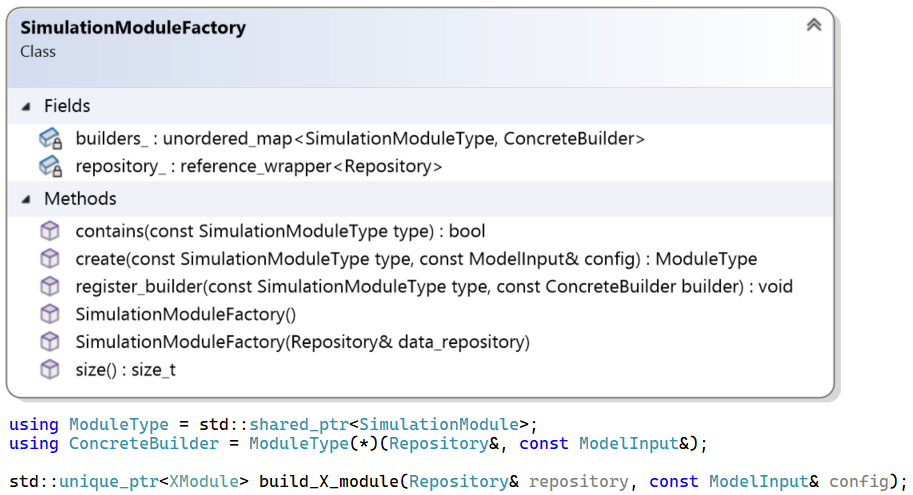 SimulationModuleFactory
Class
Fields
builders_ : unordered_map<SimulationModuleType, ConcreteBuilder>
repository_ : reference_wrapper<Repository>
Methods
contains(const SimulationModuleType type) : bool
create(const SimulationModuleType type, const ModelInput& config) : ModuleType
register_builder(const SimulationModuleType type, const ConcreteBuilder builder) : void
SimulationModuleFactory()
SimulationModuleFactory(Repository& data_repository)
size() : size_t
using ModuleType = std::shared_ptr<SimulationModule>;
using ConcreteBuilder = ModuleType(*)(Repository&, const ModelInput&);
std::unique_ptr<XModule> build_X_module(Repository& repository, const ModelInput& config);